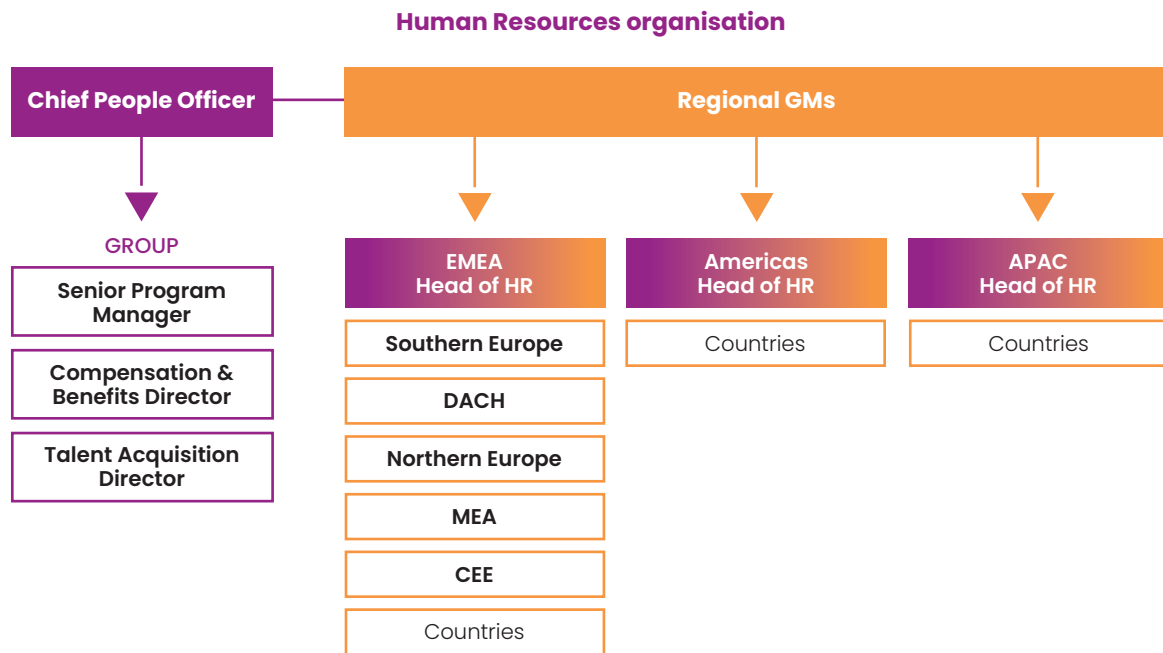 Human Resources organisation
Chief People Officer
Regional GMs
GROUP
Senior Program
Manager
Compensation &
Benefits Director
Talent Acquisition
Director
EMEA
Head of HR
Southern Europe
DACH
Northern Europe
MEA
CEE
Countries
Americas
Head of HR
Countries
APAC
Head of HR
Countries